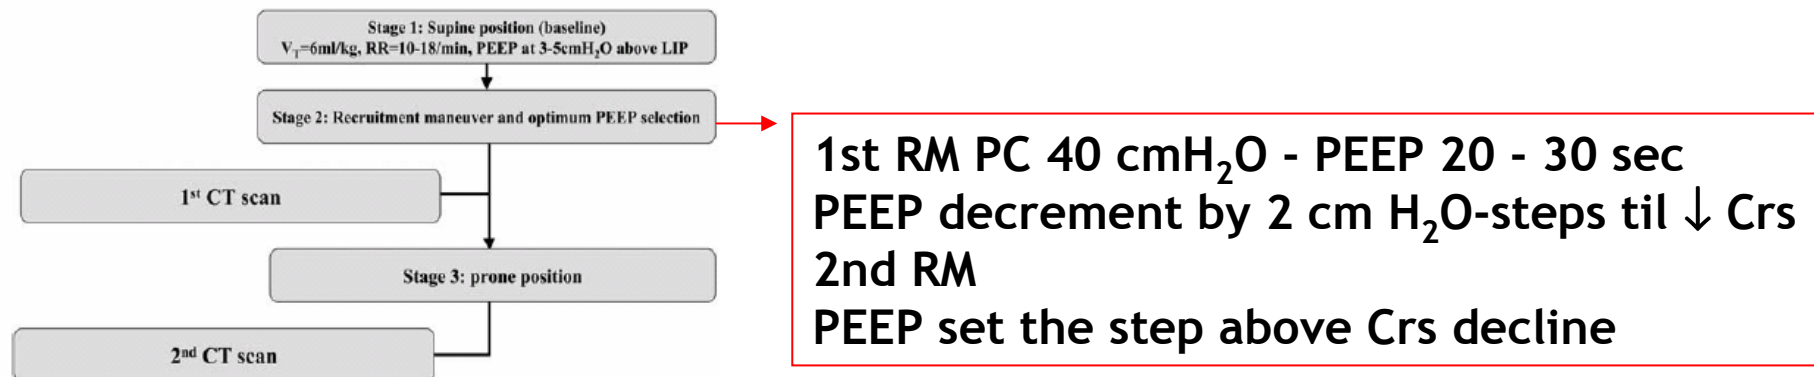 Stage 1: Supine position (baseline)
V_T=6ml/kg, RR=10-18/min, PEEP at 3-5cmH₂O above LIP
Stage 2: Recruitment maneuver and optimum PEEP selection
1st RM PC 40 cmH₂O - PEEP 20 - 30 sec
PEEP decrement by 2 cm H₂O-steps til ↓ Crs
2nd RM
PEEP set the step above Crs decline
1ˢᵗ CT scan
Stage 3: prone position
2ⁿᵈ CT scan